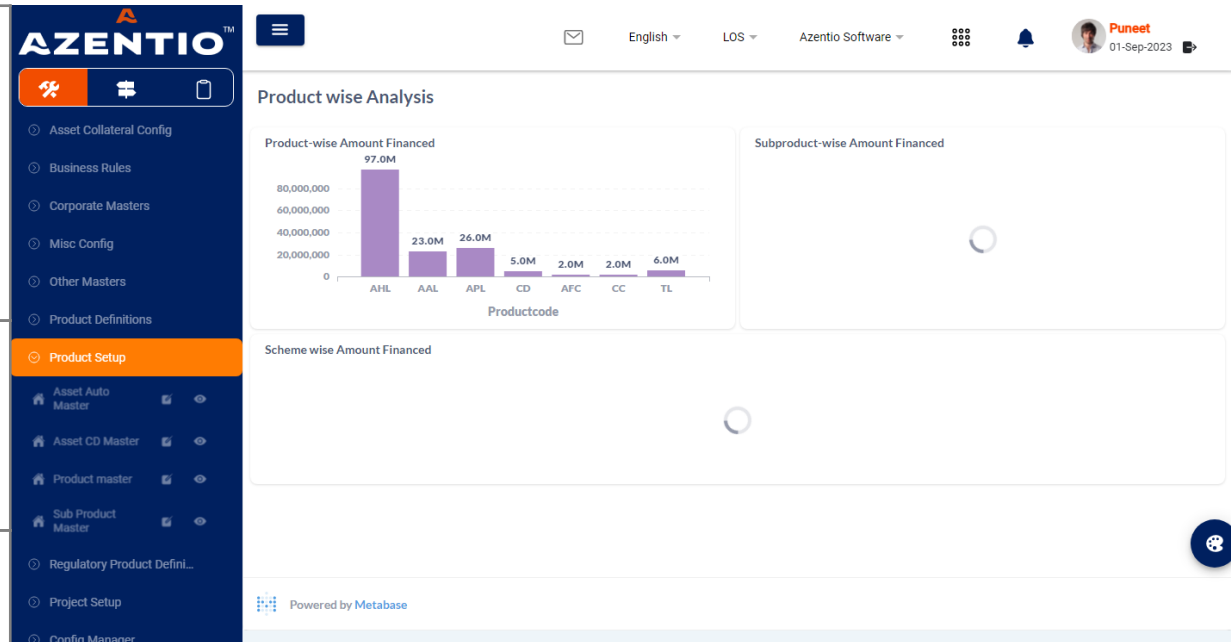 AZENTIO™
English
LOS
Azentio Software
Puneet
01-Sep-2023
Asset Collateral Config
Business Rules
Corporate Masters
Misc Config
Other Masters
Product Definitions
Product Setup
Asset Auto
Master
Asset CD Master
Product master
Sub Product
Master
Regulatory Product Defini...
Project Setup
Config Manager
Product wise Analysis
Product-wise Amount Financed
97.0M
80,000,000
60,000,000
40,000,000
20,000,000
0
23.0M
26.0M
5.0M
2.0M
2.0M
6.0M
AHL
AAL
APL
CD
AFC
CC
TL
Productcode
Subproduct-wise Amount Financed
Scheme wise Amount Financed
Powered by Metabase